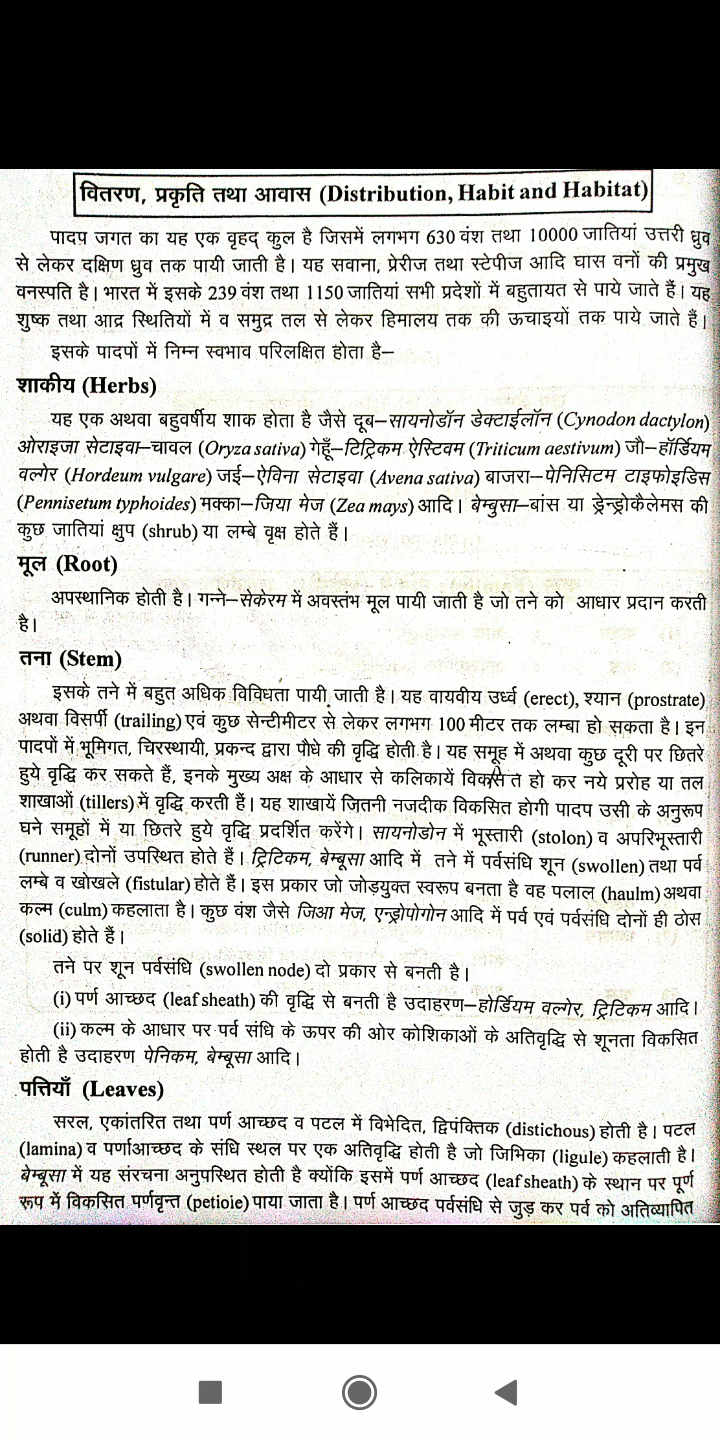 वितरण, प्रकृति तथा आवास (Distribution, Habit and Habitat)
पादप जगत का यह एक वृहद् कुल है जिसमें लगभग 630 वंश तथा 10000 जातियां उत्तरी ध्रुव
से लेकर दक्षिण ध्रुव तक पायी जाती है। यह सवाना, प्रेरीज तथा स्टेपीज आदि घास वनों की प्रमुख
वनस्पति है। भारत में इसके 239 वंश तथा 1150 जातियां सभी प्रदेशों में बहुतायत से पाये जाते हैं। यह
शुष्क तथा आद्र स्थितियों में व समुद्र तल से लेकर हिमालय तक की ऊचाइयों तक पाये जाते हैं।
इसके पादपों में निम्न स्वभाव परिलक्षित होता है–
शाकीय (Herbs)
यह एक अथवा बहुवर्षीय शाक होता है जैसे दूब–सायनोडॉन डेक्टाईलॉन (Cynodon dactylon)
ओराइजा सेटाइवा–चावल (Oryza sativa) गेहूँ–टिट्रिकम ऐस्टिवम (Triticum aestivum) जौ–हॉर्डियम
वल्गेर (Hordeum vulgare) जई–ऐविना सेटाइवा (Avena sativa) बाजरा–पेनिसिटम टाइफोइडिस
(Pennisetum typhoides) मक्का–जिया मेज (Zea mays) आदि। बेम्बुसा–बांस या ड्रेन्ड्रोकैलेमस की
कुछ जातियां क्षुप (shrub) या लम्बे वृक्ष होते हैं।
मूल (Root)
अपस्थानिक होती है। गन्ने–सेकेरम में अवस्तंभ मूल पायी जाती है जो तने को आधार प्रदान करती
है।
तना (Stem)
इसके तने में बहुत अधिक विविधता पायी जाती है। यह वायवीय उर्ध्व (erect), श्यान (prostrate)
अथवा विसर्पी (trailing) एवं कुछ सेन्टीमीटर से लेकर लगभग 100 मीटर तक लम्बा हो सकता है। इन
पादपों में भूमिगत, चिरस्थायी, प्रकन्द द्वारा पौधे की वृद्धि होती है। यह समूह में अथवा कुछ दूरी पर छितरे
हुये वृद्धि कर सकते हैं, इनके मुख्य अक्ष के आधार से कलिकायें विकसित हो कर नये प्ररोह या तल
शाखाओं (tillers) में वृद्धि करती हैं। यह शाखायें जितनी नजदीक विकसित होगी पादप उसी के अनुरूप
घने समूहों में या छितरे हुये वृद्धि प्रदर्शित करेंगे। सायनोडोन में भूस्तारी (stolon) व अपरिभूस्तारी
(runner) दोनों उपस्थित होते हैं। ट्रिटिकम, बेम्बूसा आदि में तने में पर्वसंधि शून (swollen) तथा पर्व
लम्बे व खोखले (fistular) होते हैं। इस प्रकार जो जोड़युक्त स्वरूप बनता है वह पलाल (haulm) अथवा
कल्म (culm) कहलाता है। कुछ वंश जैसे जिआ मेज, एन्ड्रोपोगोन आदि में पर्व एवं पर्वसंधि दोनों ही ठोस
(solid) होते हैं।
तने पर शून पर्वसंधि (swollen node) दो प्रकार से बनती है।
(i) पर्ण आच्छद (leaf sheath) की वृद्धि से बनती है उदाहरण–होर्डियम वल्गेर, ट्रिटिकम आदि।
(ii) कल्म के आधार पर पर्व संधि के ऊपर की ओर कोशिकाओं के अतिवृद्धि से शूनता विकसित
होती है उदाहरण पेनिकम, बेम्बूसा आदि।
पत्तियाँ (Leaves)
सरल, एकांतरित तथा पर्ण आच्छद व पटल में विभेदित, द्विपंक्तिक (distichous) होती है। पटल
(lamina) व पर्णाआच्छद के संधि स्थल पर एक अतिवृद्धि होती है जो जिभिका (ligule) कहलाती है।
बेम्बूसा में यह संरचना अनुपस्थित होती है क्योंकि इसमें पर्ण आच्छद (leaf sheath) के स्थान पर पूर्ण
रूप में विकसित पर्णवृन्त (petioie) पाया जाता है। पर्ण आच्छद पर्वसंधि से जुड़ कर पर्व को अतिव्यापित